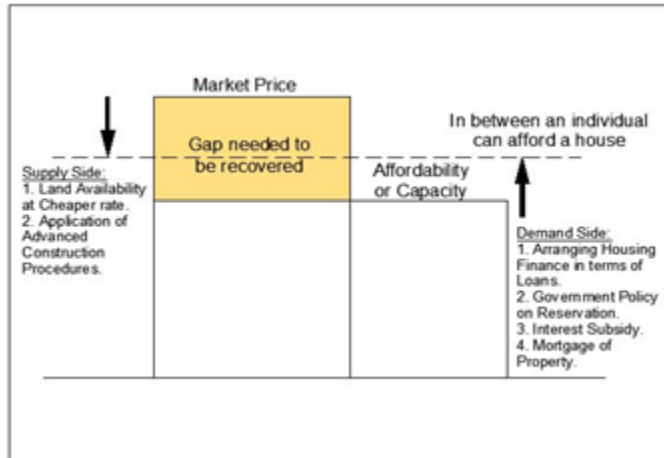 Market Price
Gap needed to
be recovered
In between an individual
can afford a house
Supply Side:
1. Land Availability
at Cheaper rate.
2. Application of
Advanced
Construction
Procedures.
Affordability
or Capacity
Demand Side:
1. Arranging Housing
Finance in terms of
Loans.
2. Government Policy
on Reservation.
3. Interest Subsidy.
4. Mortgage of
Property.